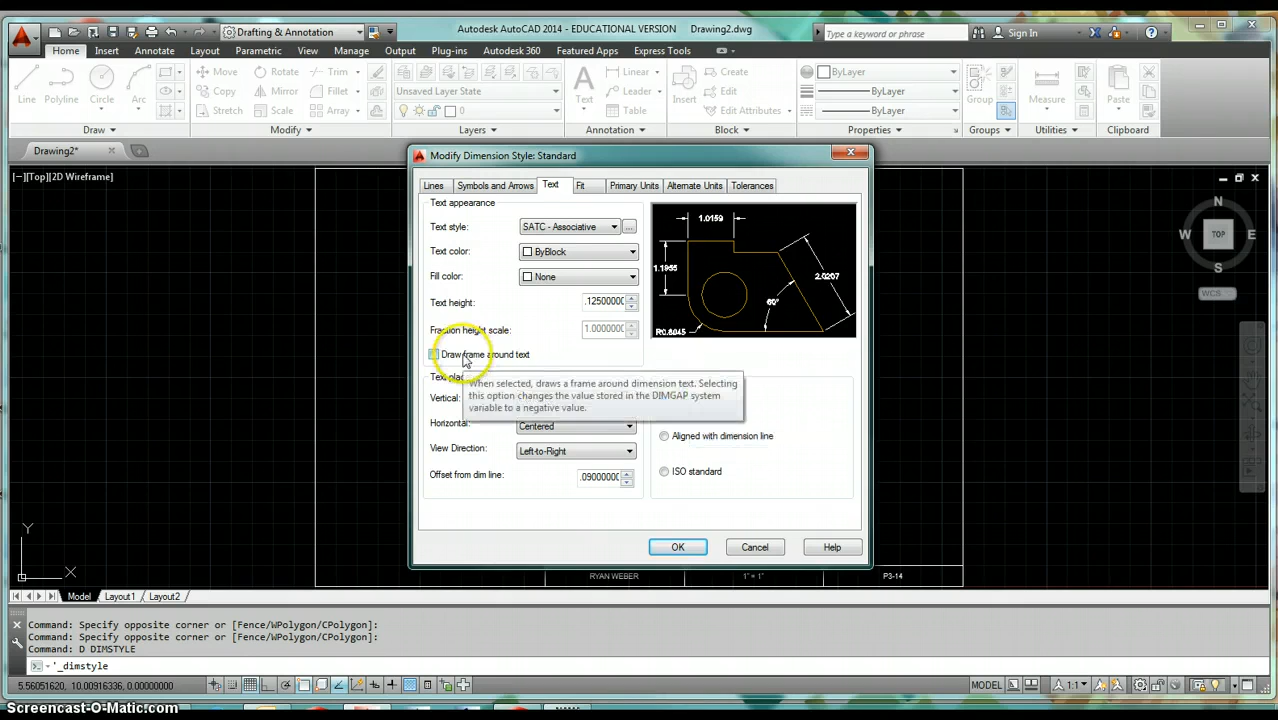 Drafting & Annotation
Autodesk AutoCAD 2014 - EDUCATIONAL VERSION Drawing2.dwg
Type a keyword or phrase
Sign In
Home Insert Annotate Layout Parametric View Manage Output Plug-ins Autodesk 360 Featured Apps Express Tools
Move Rotate Trim
Unsaved Layer State
Linear
Create
ByLayer
Line Polyline Circle Arc
Copy Mirror Fillet
Text
Leader
Insert
Edit
ByLayer
Group
Measure
Paste
Stretch Scale Array
0
Table
Edit Attributes
ByLayer
Draw Modify Layers Annotation Block Properties Groups Utilities Clipboard
Drawing2*
[−][Top][2D Wireframe]
N
W TOP E
S
WCS
Modify Dimension Style: Standard
Lines Symbols and Arrows Text Fit Primary Units Alternate Units Tolerances
Text appearance
Text style: SATC - Associative ...
Text color: ByBlock
Fill color: None
Text height: .12500000
Fraction height scale: 1.0000000
Draw frame around text
1.0159
1.1955
2.0207
60°
R0.8045
Text pla
When selected, draws a frame around dimension text. Selecting
this option changes the value stored in the DIMGAP system
variable to a negative value.
Vertical:
Horizontal: Centered
View Direction: Left-to-Right
Offset from dim line: .09000000
Aligned with dimension line
ISO standard
OK Cancel Help
RYAN WEBER 1" = 1" P3-14
Y
X
Model Layout1 Layout2
Command: Specify opposite corner or [Fence/WPolygon/CPolygon]:
Command: Specify opposite corner or [Fence/WPolygon/CPolygon]:
Command: D DIMSTYLE
'_dimstyle
5.56051620, 10.00916336, 0.00000000
MODEL
1:1
Screencast-O-Matic.com